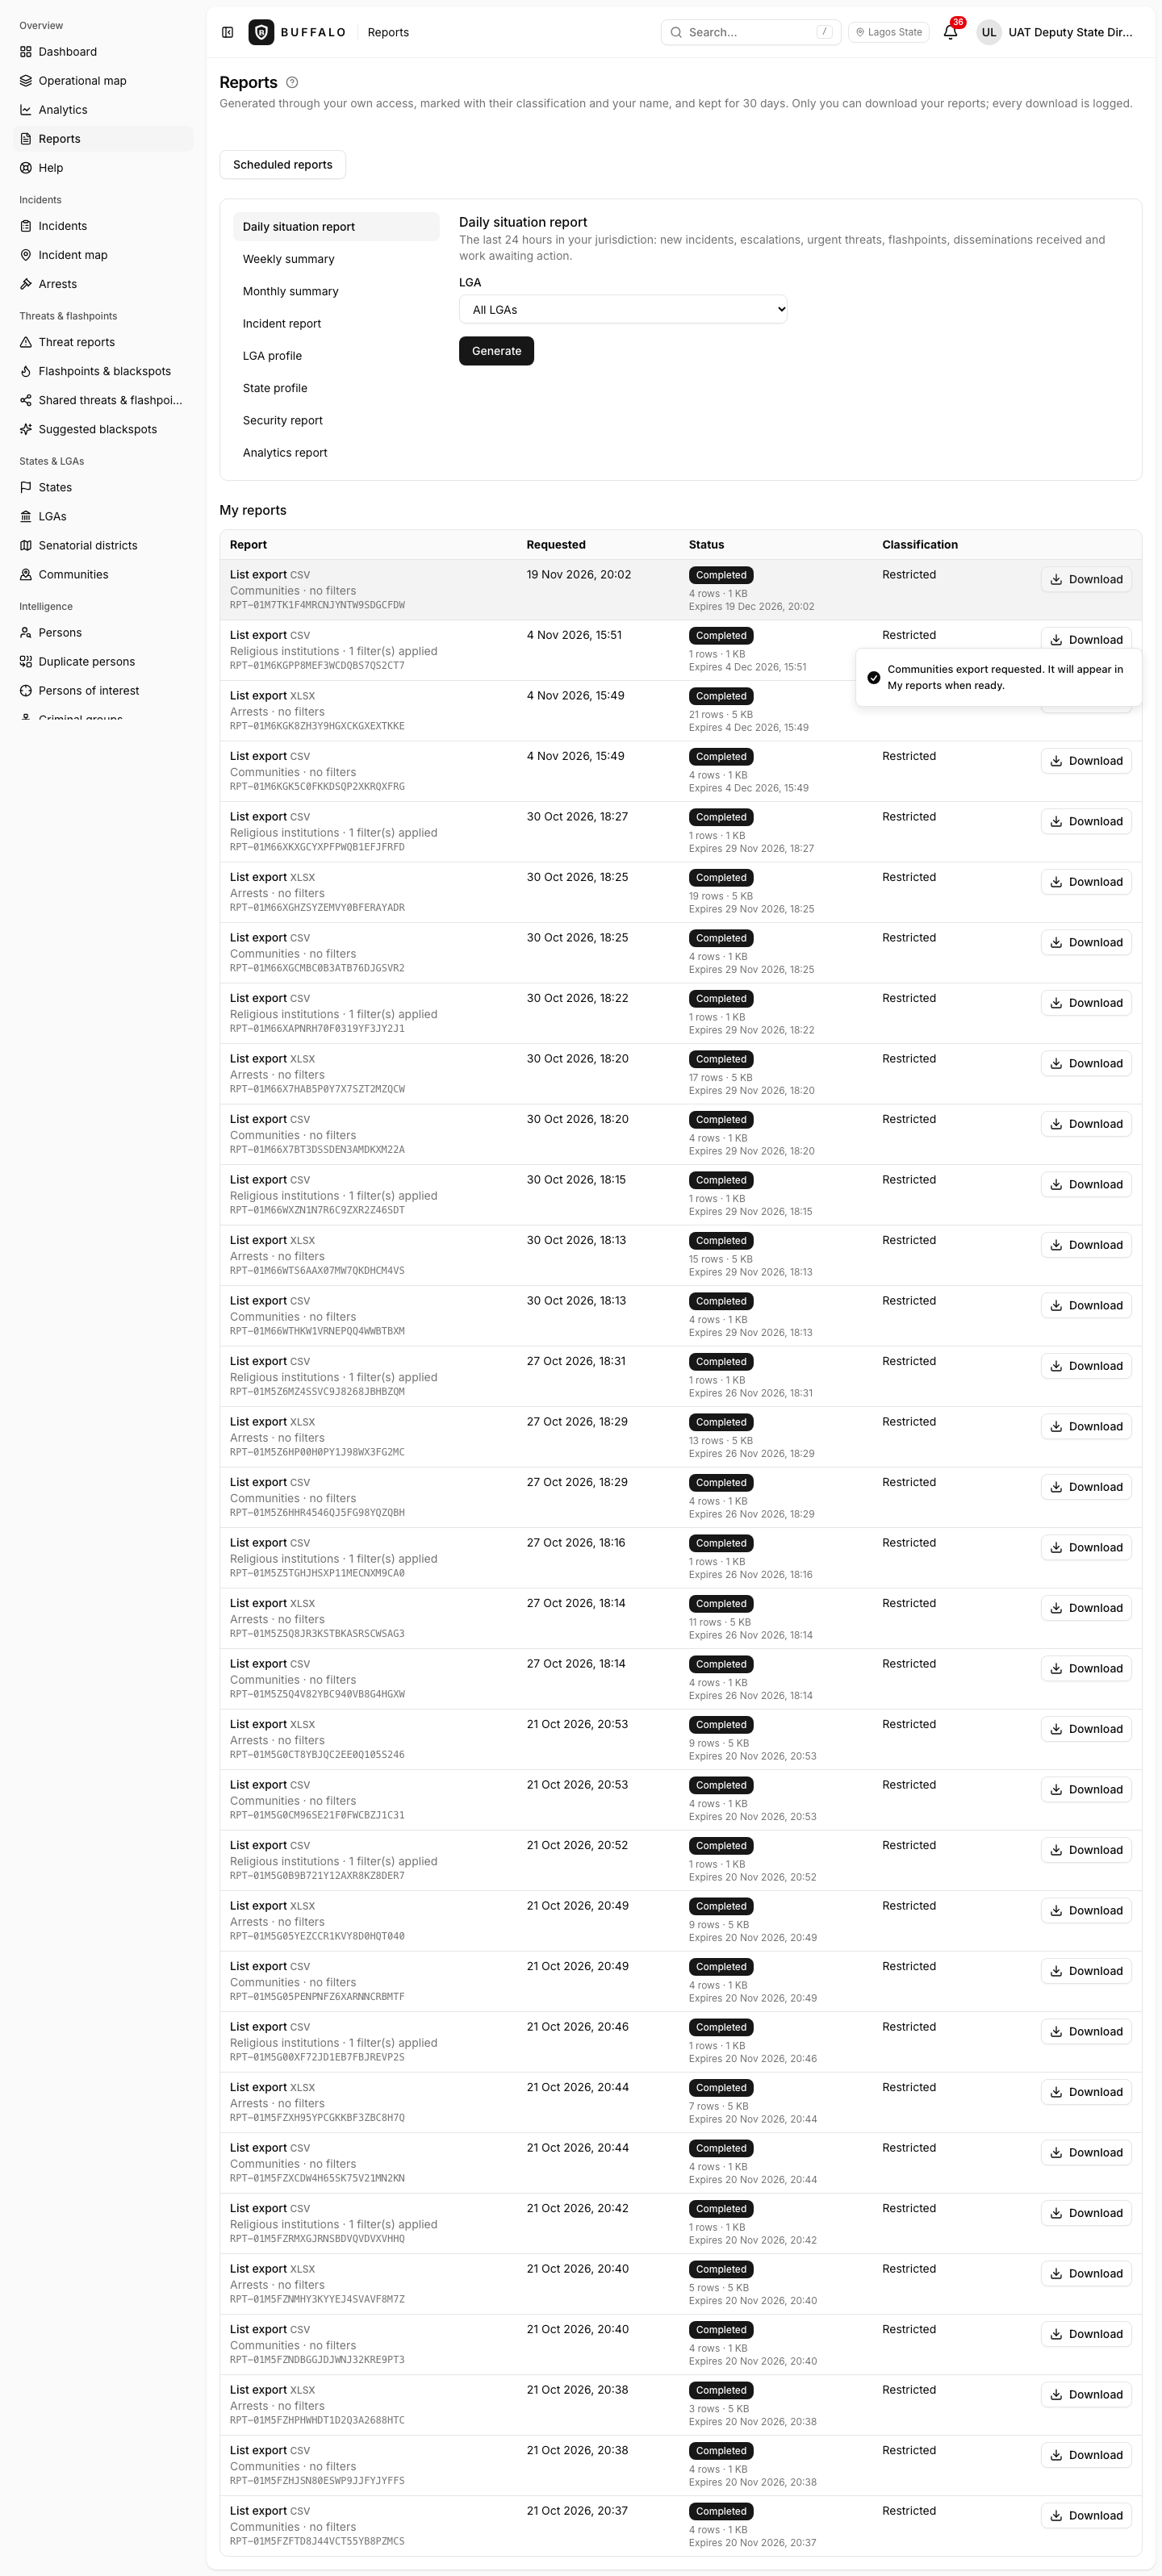 Overview
Dashboard
Operational map
Analytics
Reports
Help
Incidents
Incidents
Incident map
Arrests
Threats & flashpoints
Threat reports
Flashpoints & blackspots
Shared threats & flashpoi...
Suggested blackspots
States & LGAs
States
LGAs
Senatorial districts
Communities
Intelligence
Persons
Duplicate persons
Persons of interest
BUFFALO
Reports
Search...
/
Lagos State
36
UL
UAT Deputy State Dir...
Reports
Generated through your own access, marked with their classification and your name, and kept for 30 days. Only you can download your reports; every download is logged.
Scheduled reports
Daily situation report
Weekly summary
Monthly summary
Incident report
LGA profile
State profile
Security report
Analytics report
Daily situation report
The last 24 hours in your jurisdiction: new incidents, escalations, urgent threats, flashpoints, disseminations received and
work awaiting action.
LGA
All LGAs
Generate
My reports
Report Requested Status Classification
List export CSV 19 Nov 2026, 20:02 Completed Restricted Download
Communities · no filters 4 rows · 1 KB
RPT-01M7TK1F4MRCNJYNTW9SDGCFDW Expires 19 Dec 2026, 20:02
List export CSV 4 Nov 2026, 15:51 Completed Restricted Download
Religious institutions · 1 filter(s) applied 1 rows · 1 KB
RPT-01M6KGPP8MEF3WCDQBS7QS2CT7 Expires 4 Dec 2026, 15:51
Communities export requested. It will appear in
My reports when ready.
List export XLSX 4 Nov 2026, 15:49 Completed
Arrests · no filters 21 rows · 5 KB
RPT-01M6KGK8ZH3Y9HGXCKGXEXTKKE Expires 4 Dec 2026, 15:49
List export CSV 4 Nov 2026, 15:49 Completed Restricted Download
Communities · no filters 4 rows · 1 KB
RPT-01M6KGK5C0FKKDSQP2XKRQXFRG Expires 4 Dec 2026, 15:49
List export CSV 30 Oct 2026, 18:27 Completed Restricted Download
Religious institutions · 1 filter(s) applied 1 rows · 1 KB
RPT-01M66XKXGCYXPFPWQB1EFJFRFD Expires 29 Nov 2026, 18:27
List export XLSX 30 Oct 2026, 18:25 Completed Restricted Download
Arrests · no filters 19 rows · 5 KB
RPT-01M66XGHZSYZEMVY0BFERAYADR Expires 29 Nov 2026, 18:25
List export CSV 30 Oct 2026, 18:25 Completed Restricted Download
Communities · no filters 4 rows · 1 KB
RPT-01M66XGCMBC0B3ATB76DJGSVR2 Expires 29 Nov 2026, 18:25
List export CSV 30 Oct 2026, 18:22 Completed Restricted Download
Religious institutions · 1 filter(s) applied 1 rows · 1 KB
RPT-01M66XAPNRH70F0319YF3JY2J1 Expires 29 Nov 2026, 18:22
List export XLSX 30 Oct 2026, 18:20 Completed Restricted Download
Arrests · no filters 17 rows · 5 KB
RPT-01M66X7HAB5P0Y7X7SZT2MZQCW Expires 29 Nov 2026, 18:20
List export CSV 30 Oct 2026, 18:20 Completed Restricted Download
Communities · no filters 4 rows · 1 KB
RPT-01M66X7BT3DSSDEN3AMDKXM22A Expires 29 Nov 2026, 18:20
List export CSV 30 Oct 2026, 18:15 Completed Restricted Download
Religious institutions · 1 filter(s) applied 1 rows · 1 KB
RPT-01M66WXZN1N7R6C9ZXR2Z46SDT Expires 29 Nov 2026, 18:15
List export XLSX 30 Oct 2026, 18:13 Completed Restricted Download
Arrests · no filters 15 rows · 5 KB
RPT-01M66WTS6AAX07MW7QKDHCM4VS Expires 29 Nov 2026, 18:13
List export CSV 30 Oct 2026, 18:13 Completed Restricted Download
Communities · no filters 4 rows · 1 KB
RPT-01M66WTHKW1VRNEPQQ4WWBTBXM Expires 29 Nov 2026, 18:13
List export CSV 27 Oct 2026, 18:31 Completed Restricted Download
Religious institutions · 1 filter(s) applied 1 rows · 1 KB
RPT-01M5Z6MZ4SSVC9J8268JBHBZQM Expires 26 Nov 2026, 18:31
List export XLSX 27 Oct 2026, 18:29 Completed Restricted Download
Arrests · no filters 13 rows · 5 KB
RPT-01M5Z6HP00H0PY1J98WX3FG2MC Expires 26 Nov 2026, 18:29
List export CSV 27 Oct 2026, 18:29 Completed Restricted Download
Communities · no filters 4 rows · 1 KB
RPT-01M5Z6HHR4546QJ5FG98YQZQBH Expires 26 Nov 2026, 18:29
List export CSV 27 Oct 2026, 18:16 Completed Restricted Download
Religious institutions · 1 filter(s) applied 1 rows · 1 KB
RPT-01M5Z5TGHJHSXP11MECNXM9CA0 Expires 26 Nov 2026, 18:16
List export XLSX 27 Oct 2026, 18:14 Completed Restricted Download
Arrests · no filters 11 rows · 5 KB
RPT-01M5Z5Q8JR3KSTBKASRSCWSAG3 Expires 26 Nov 2026, 18:14
List export CSV 27 Oct 2026, 18:14 Completed Restricted Download
Communities · no filters 4 rows · 1 KB
RPT-01M5Z5Q4V82YBC940VB8G4HGXW Expires 26 Nov 2026, 18:14
List export XLSX 21 Oct 2026, 20:53 Completed Restricted Download
Arrests · no filters 9 rows · 5 KB
RPT-01M5G0CT8YBJQC2EE0Q105S246 Expires 20 Nov 2026, 20:53
List export CSV 21 Oct 2026, 20:53 Completed Restricted Download
Communities · no filters 4 rows · 1 KB
RPT-01M5G0CM96SE21F0FWCBZJ1C31 Expires 20 Nov 2026, 20:53
List export CSV 21 Oct 2026, 20:52 Completed Restricted Download
Religious institutions · 1 filter(s) applied 1 rows · 1 KB
RPT-01M5G0B9B721Y12AXR8KZ8DER7 Expires 20 Nov 2026, 20:52
List export XLSX 21 Oct 2026, 20:49 Completed Restricted Download
Arrests · no filters 9 rows · 5 KB
RPT-01M5G05YEZCCR1KVY8D0HQT040 Expires 20 Nov 2026, 20:49
List export CSV 21 Oct 2026, 20:49 Completed Restricted Download
Communities · no filters 4 rows · 1 KB
RPT-01M5G05PENPNFZ6XARNNCRBMTF Expires 20 Nov 2026, 20:49
List export CSV 21 Oct 2026, 20:46 Completed Restricted Download
Religious institutions · 1 filter(s) applied 1 rows · 1 KB
RPT-01M5G00XF72JD1EB7FBJREVP2S Expires 20 Nov 2026, 20:46
List export XLSX 21 Oct 2026, 20:44 Completed Restricted Download
Arrests · no filters 7 rows · 5 KB
RPT-01M5FZXH95YPCGKKBF3ZBC8H7Q Expires 20 Nov 2026, 20:44
List export CSV 21 Oct 2026, 20:44 Completed Restricted Download
Communities · no filters 4 rows · 1 KB
RPT-01M5FZXCDW4H65SK75V21MN2KN Expires 20 Nov 2026, 20:44
List export CSV 21 Oct 2026, 20:42 Completed Restricted Download
Religious institutions · 1 filter(s) applied 1 rows · 1 KB
RPT-01M5FZRMXGJRNSBDVQVDVXVHHQ Expires 20 Nov 2026, 20:42
List export XLSX 21 Oct 2026, 20:40 Completed Restricted Download
Arrests · no filters 5 rows · 5 KB
RPT-01M5FZNMHY3KYYEJ4SVAVF8M7Z Expires 20 Nov 2026, 20:40
List export CSV 21 Oct 2026, 20:40 Completed Restricted Download
Communities · no filters 4 rows · 1 KB
RPT-01M5FZNDBGGJDJWNJ32KRE9PT3 Expires 20 Nov 2026, 20:40
List export XLSX 21 Oct 2026, 20:38 Completed Restricted Download
Arrests · no filters 3 rows · 5 KB
RPT-01M5FZHPHWHDT1D2Q3A2688HTC Expires 20 Nov 2026, 20:38
List export CSV 21 Oct 2026, 20:38 Completed Restricted Download
Communities · no filters 4 rows · 1 KB
RPT-01M5FZHJSN80ESWP9JJFYJYFFS Expires 20 Nov 2026, 20:38
List export CSV 21 Oct 2026, 20:37 Completed Restricted Download
Communities · no filters 4 rows · 1 KB
RPT-01M5FZFTD8J44VCT55YB8PZMCS Expires 20 Nov 2026, 20:37